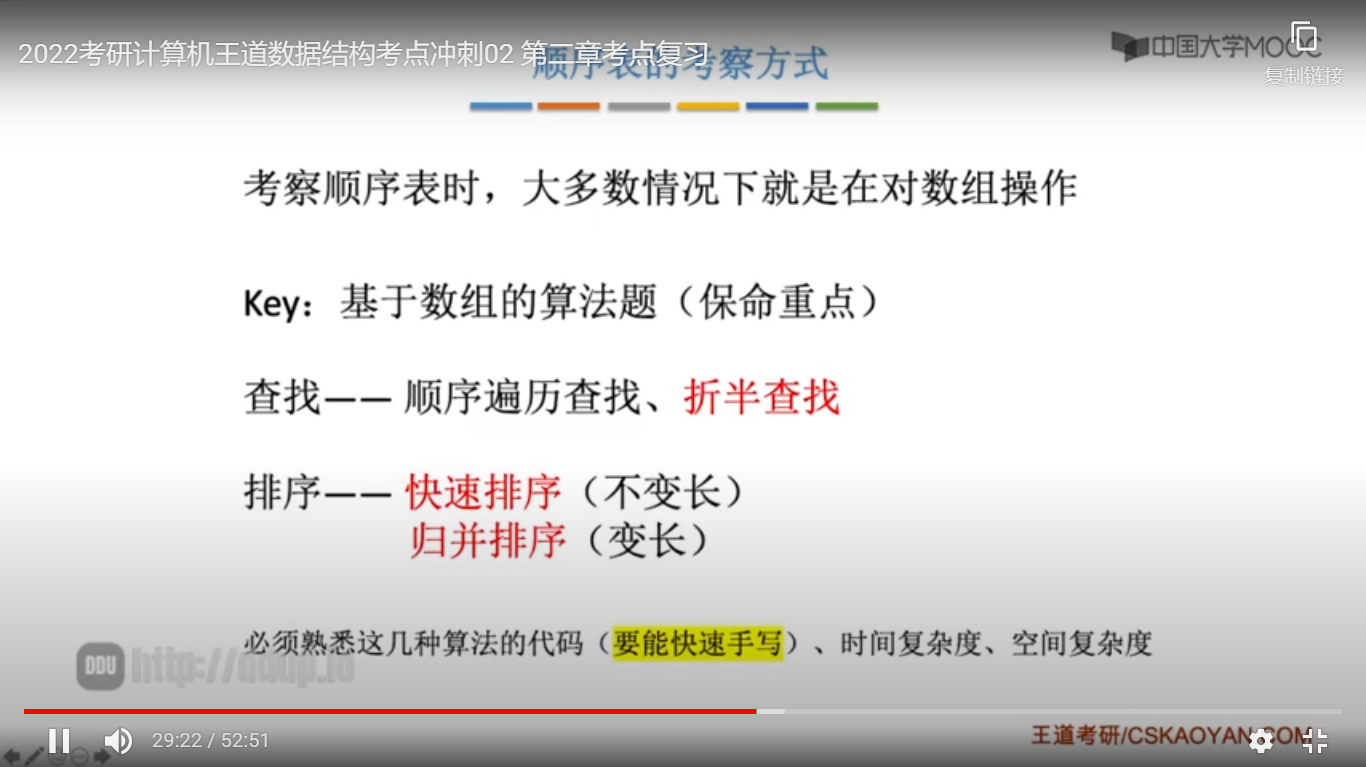 2022考研计算机王道数据结构考点冲刺02 第二章考点复习
顺序表的考察方式
中国大学MOOC
复制链接
考察顺序表时，大多数情况下就是在对数组操作
Key：基于数组的算法题（保命重点）
查找—— 顺序遍历查找、折半查找
排序—— 快速排序（不变长）
归并排序（变长）
必须熟悉这几种算法的代码（要能快速手写）、时间复杂度、空间复杂度
DDU
王道考研/CSKAOYAN.COM
29:22 / 52:51